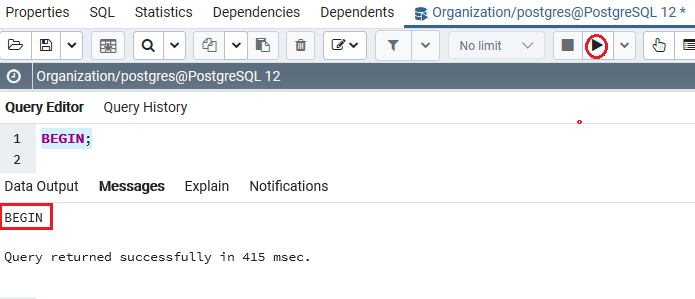 Properties SQL Statistics Dependencies Dependents Organization/postgres@PostgreSQL 12 *
No limit
Organization/postgres@PostgreSQL 12
Query Editor Query History
1 BEGIN;
2
Data Output Messages Explain Notifications
BEGIN
Query returned successfully in 415 msec.